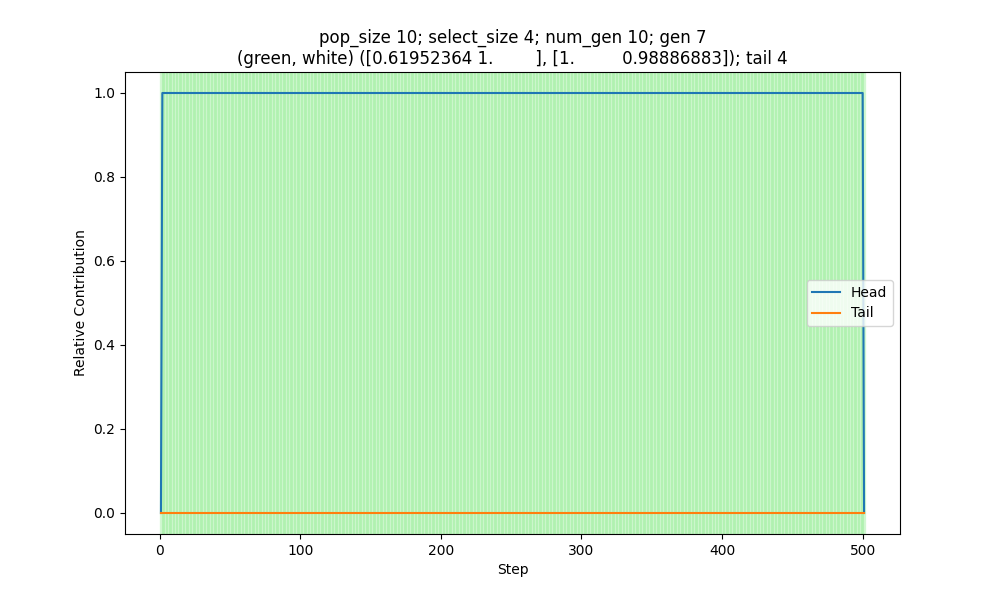 pop_size 10; select_size 4; num_gen 10; gen 7
(green, white) ([0.61952364 1.        ], [1.         0.98886883]); tail 4
1.0
0.8
0.6
0.4
0.2
0.0
Relative Contribution
Head
Tail
0 100 200 300 400 500
Step